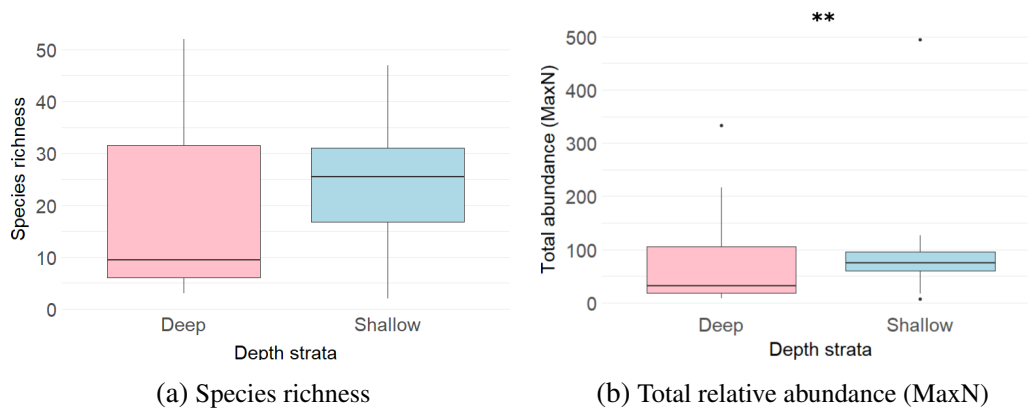 **
Species richness
50
40
30
20
10
0
Deep
Shallow
Depth strata
Total abundance (MaxN)
500
400
300
200
100
0
Deep
Shallow
Depth strata
(a) Species richness
(b) Total relative abundance (MaxN)